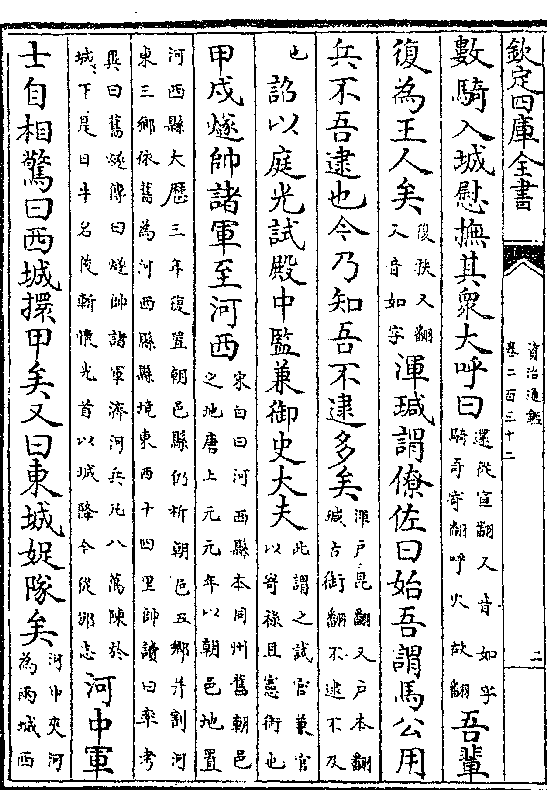 欽定四庫全書
資治通鑑
卷二百三十二
二
數騎入城慰撫其衆大呼曰還從宣翻又音如字騎奇寄翻呼火故翻吾輩
復為王人矣復扶又翻又音如字渾瑊謂僚佐曰始吾謂馬公用
兵不吾逮也今乃知吾不逮多矣渾戶昆翻又戶本翻瑊古銜翻不逮不及
也詔以庭光試殿中監兼御史大夫此謂之試官兼官以寄祿且憲銜也
甲戌燧帥諸軍至河西宋白曰河西縣本同州舊朝邑之地唐上元元年以朝邑地置
河西縣大歷三年復置朝邑縣仍析朝邑五鄉并割河東三鄉依舊為河西縣縣境東西十四里帥讀曰率考
異曰舊燧傳曰燧帥諸軍濟河兵凡八萬陳於城下是日牛名俊斬懷光首以城降今從邠志河中軍
士自相驚曰西城擐甲矣又曰東城娖隊矣河中夾河為兩城西